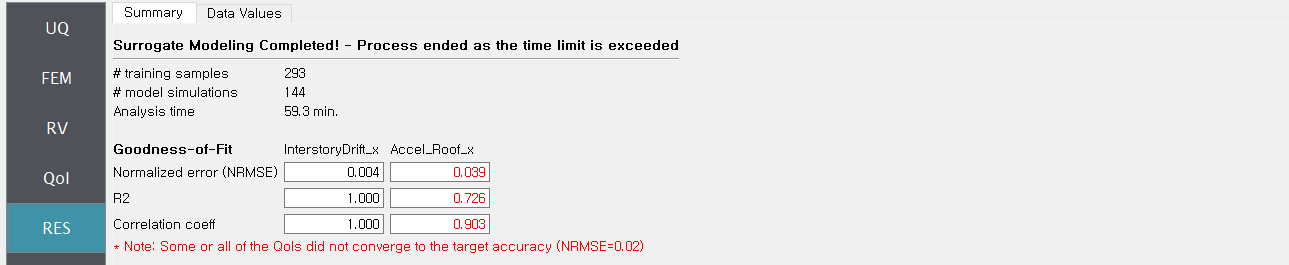 UQ
FEM
RV
QoI
RES
Summary Data Values
Surrogate Modeling Completed! - Process ended as the time limit is exceeded
# training samples 293
# model simulations 144
Analysis time 59.3 min.
Goodness-of-Fit InterstoryDrift_x Accel_Roof_x
Normalized error (NRMSE) 0.004 0.039
R2 1.000 0.726
Correlation coeff 1.000 0.903
* Note: Some or all of the QoIs did not converge to the target accuracy (NRMSE=0.02)